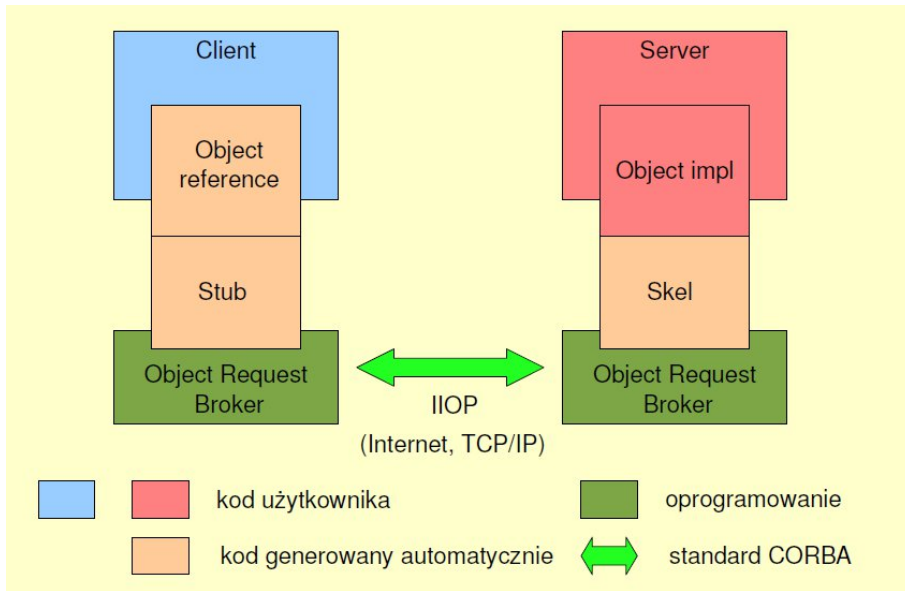 Client
Object
reference
Stub
Object Request
Broker
Server
Object impl
Skel
Object Request
Broker
IIOP
(Internet, TCP/IP)
kod użytkownika
oprogramowanie
kod generowany automatycznie
standard CORBA